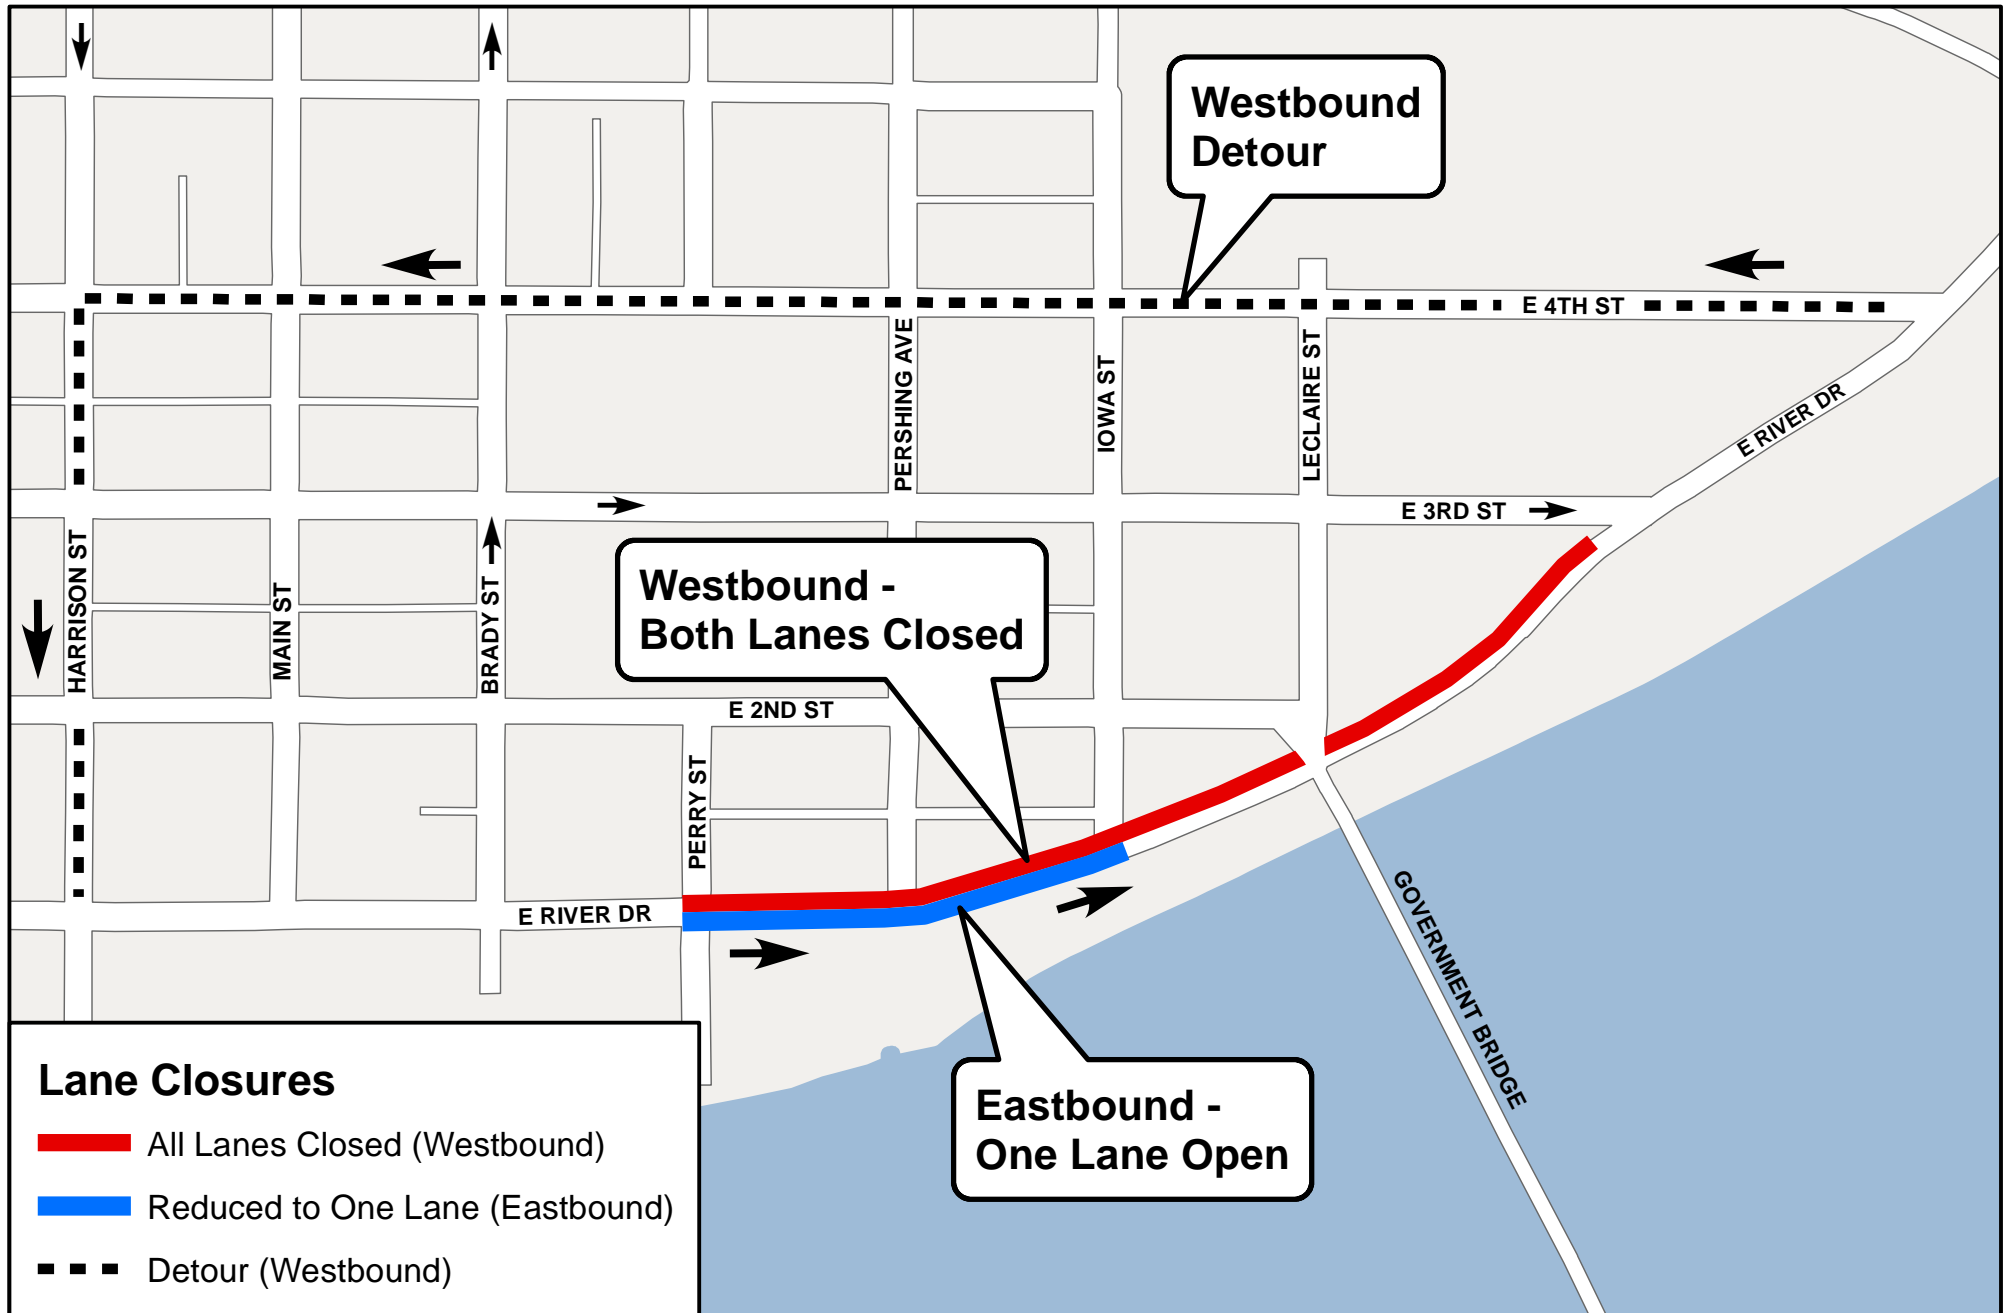 Westbound
Detour
E 4TH ST
PERSHING AVE
IOWA ST
LECLAIRE ST
E RIVER DR
E 3RD ST
HARRISON ST
MAIN ST
BRADY ST
Westbound -
Both Lanes Closed
E 2ND ST
PERRY ST
E RIVER DR
GOVERNMENT BRIDGE
Eastbound -
One Lane Open
Lane Closures
All Lanes Closed (Westbound)
Reduced to One Lane (Eastbound)
Detour (Westbound)